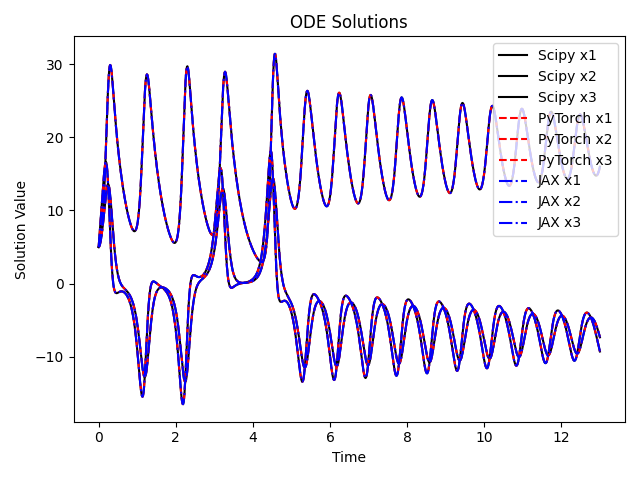 ODE Solutions
Solution Value
30
20
10
0
−10
Scipy x1
Scipy x2
Scipy x3
PyTorch x1
PyTorch x2
PyTorch x3
JAX x1
JAX x2
JAX x3
0 2 4 6 8 10 12
Time